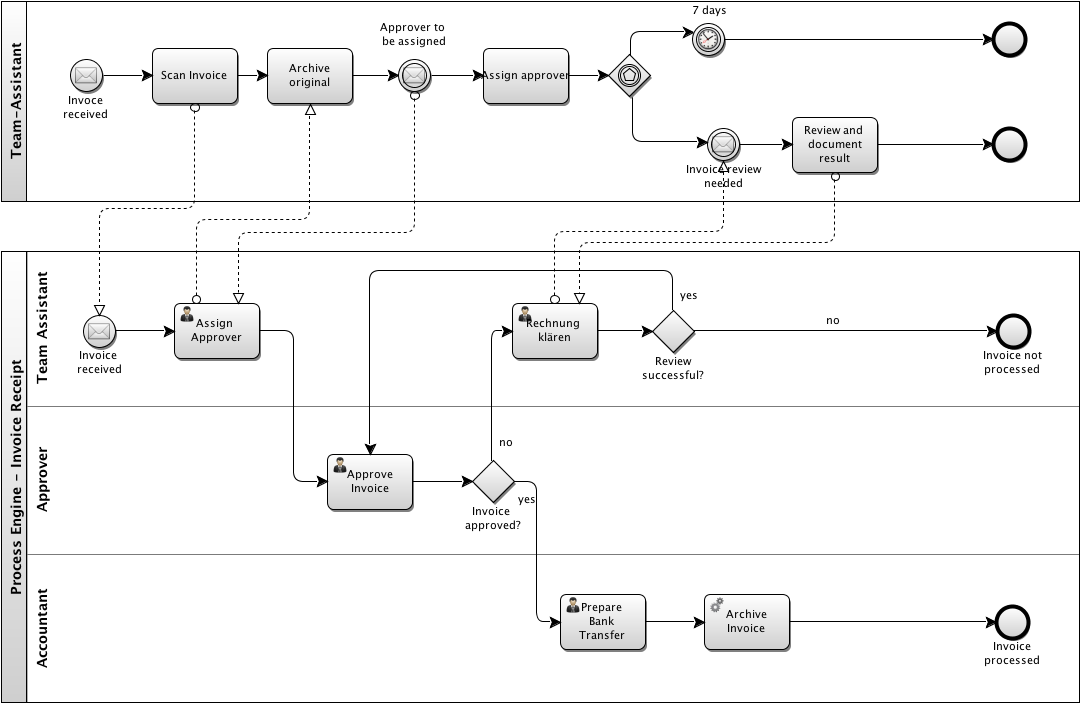 Team-Assistant
7 days
Approver to
be assigned
Scan Invoice
Archive
original
Assign approver
Invoce
received
Review and
document
result
Invoice review
needed
Process Engine - Invoice Receipt
Team Assistant
yes
no
Assign
Approver
Rechnung
klären
Invoice
received
Review
successful?
Invoice not
processed
Approver
no
Approve
Invoice
yes
Invoice
approved?
Accountant
Prepare
Bank
Transfer
Archive
Invoice
Invoice
processed